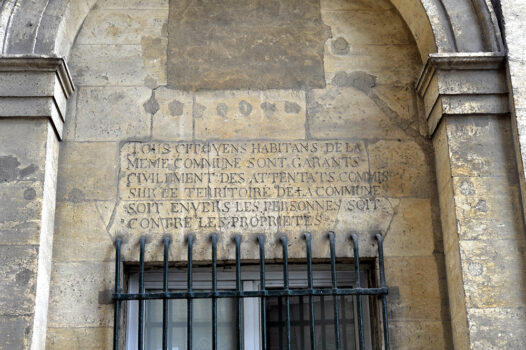 TOUS CITOYENS HABITANS DE LA
MEME COMMUNE SONT GARANTS
CIVILEMENT DES ATTENTATS COMMIS
SUR LE TERRITOIRE DE LA COMMUNE
SOIT ENVERS LES PERSONNES SOIT
CONTRE LES PROPRIETES